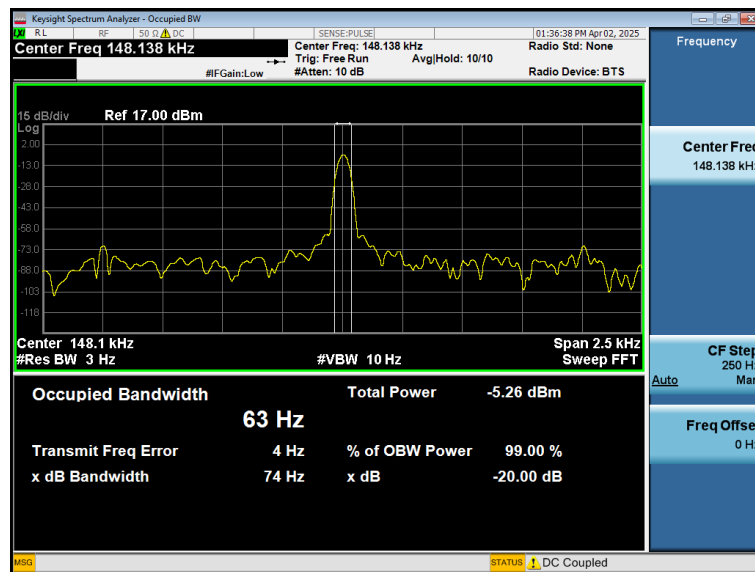 Keysight Spectrum Analyzer - Occupied BW
LXI RL RF 50 Ω DC SENSE:PULSE 01:36:38 PM Apr 02, 2025
Center Freq 148.138 kHz Center Freq: 148.138 kHz Radio Std: None
Trig: Free Run Avg|Hold: 10/10
#IFGain:Low #Atten: 10 dB Radio Device: BTS
15 dB/div Ref 17.00 dBm
Log
2.00
-13.0
-28.0
-43.0
-58.0
-73.0
-88.0
-103
-118
Center 148.1 kHz Span 2.5 kHz
#Res BW 3 Hz #VBW 10 Hz Sweep FFT
Occupied Bandwidth Total Power -5.26 dBm
63 Hz
Transmit Freq Error 4 Hz % of OBW Power 99.00 %
x dB Bandwidth 74 Hz x dB -20.00 dB
MSG STATUS DC Coupled
Frequency
Center Freq
148.138 kHz
CF Step
250 Hz
Auto Man
Freq Offset
0 Hz